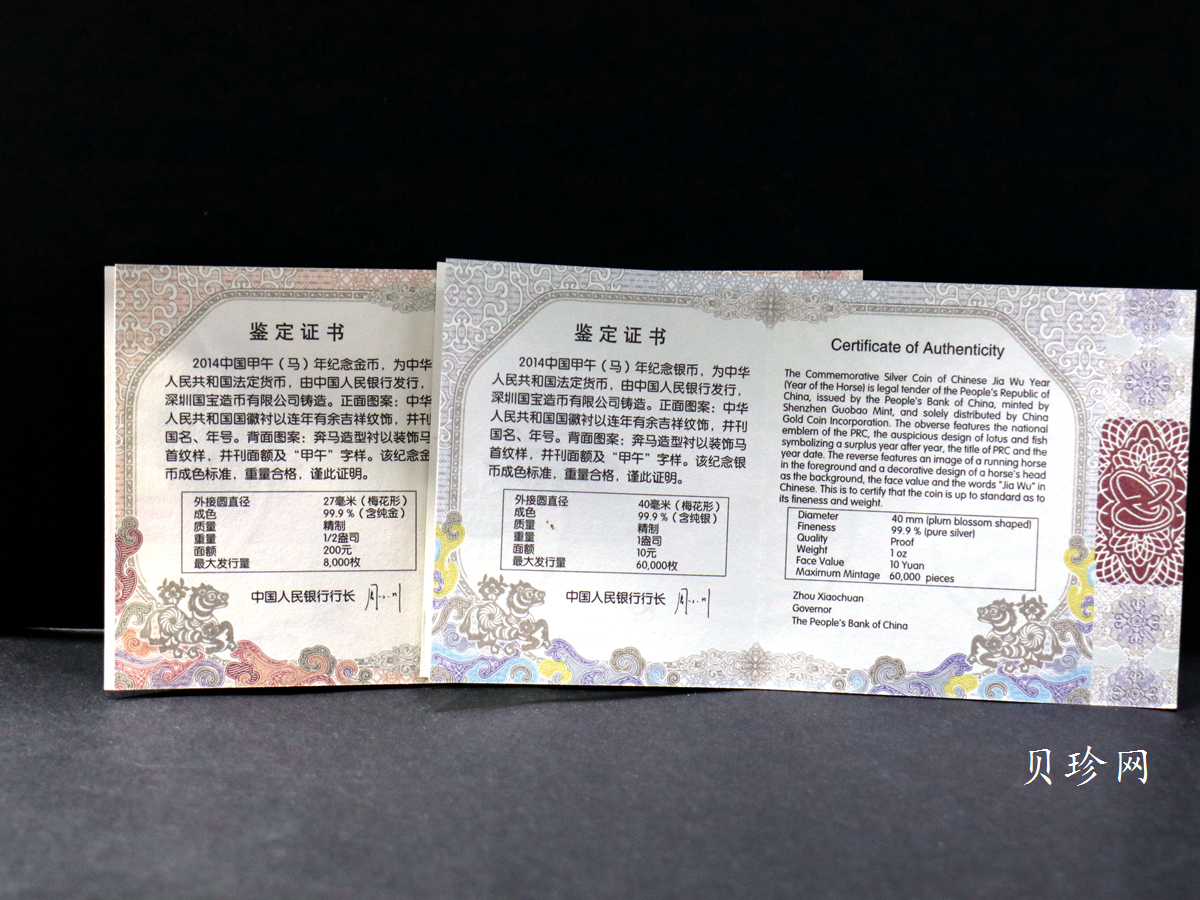 鉴定证书
2014中国甲午（马）年纪念金币，为中华
人民共和国法定货币，由中国人民银行发行，
深圳国宝造币有限公司铸造。正面图案：中华
人民共和国国徽衬以连年有余吉祥纹饰，并刊
国名、年号。背面图案：奔马造型衬以装饰马
首纹样，并刊面额及“甲午”字样。该纪念金
币成色标准，重量合格，谨此证明。
外接圆直径 27毫米（梅花形）
成色 99.9％（含纯金）
质量 精制
重量 1/2盎司
面额 200元
最大发行量 8,000枚
中国人民银行行长
鉴定证书
2014中国甲午（马）年纪念银币，为中华
人民共和国法定货币，由中国人民银行发行，
深圳国宝造币有限公司铸造。正面图案：中华
人民共和国国徽衬以连年有余吉祥纹饰，并刊
国名、年号。背面图案：奔马造型衬以装饰马
首纹样，并刊面额及“甲午”字样。该纪念银
币成色标准，重量合格，谨此证明。
外接圆直径 40毫米（梅花形）
成色 99.9％（含纯银）
质量 精制
重量 1盎司
面额 10元
最大发行量 60,000枚
中国人民银行行长
Certificate of Authenticity
The Commemorative Silver Coin of Chinese Jia Wu Year
(Year of the Horse) is legal tender of the People's Republic of
China, issued by the People's Bank of China, minted by
Shenzhen Guobao Mint, and solely distributed by China
Gold Coin Incorporation. The obverse features the national
emblem of the PRC, the auspicious design of lotus and fish
symbolizing a surplus year after year, the title of PRC and the
year date. The reverse features an image of a running horse
in the foreground and a decorative design of a horse's head
as the background, the face value and the words "Jia Wu" in
Chinese. This is to certify that the coin is up to standard as to
its fineness and weight.
Diameter 40 mm (plum blossom shaped)
Fineness 99.9 % (pure silver)
Quality Proof
Weight 1 oz
Face Value 10 Yuan
Maximum Mintage 60,000 pieces
Zhou Xiaochuan
Governor
The People's Bank of China
贝珍网